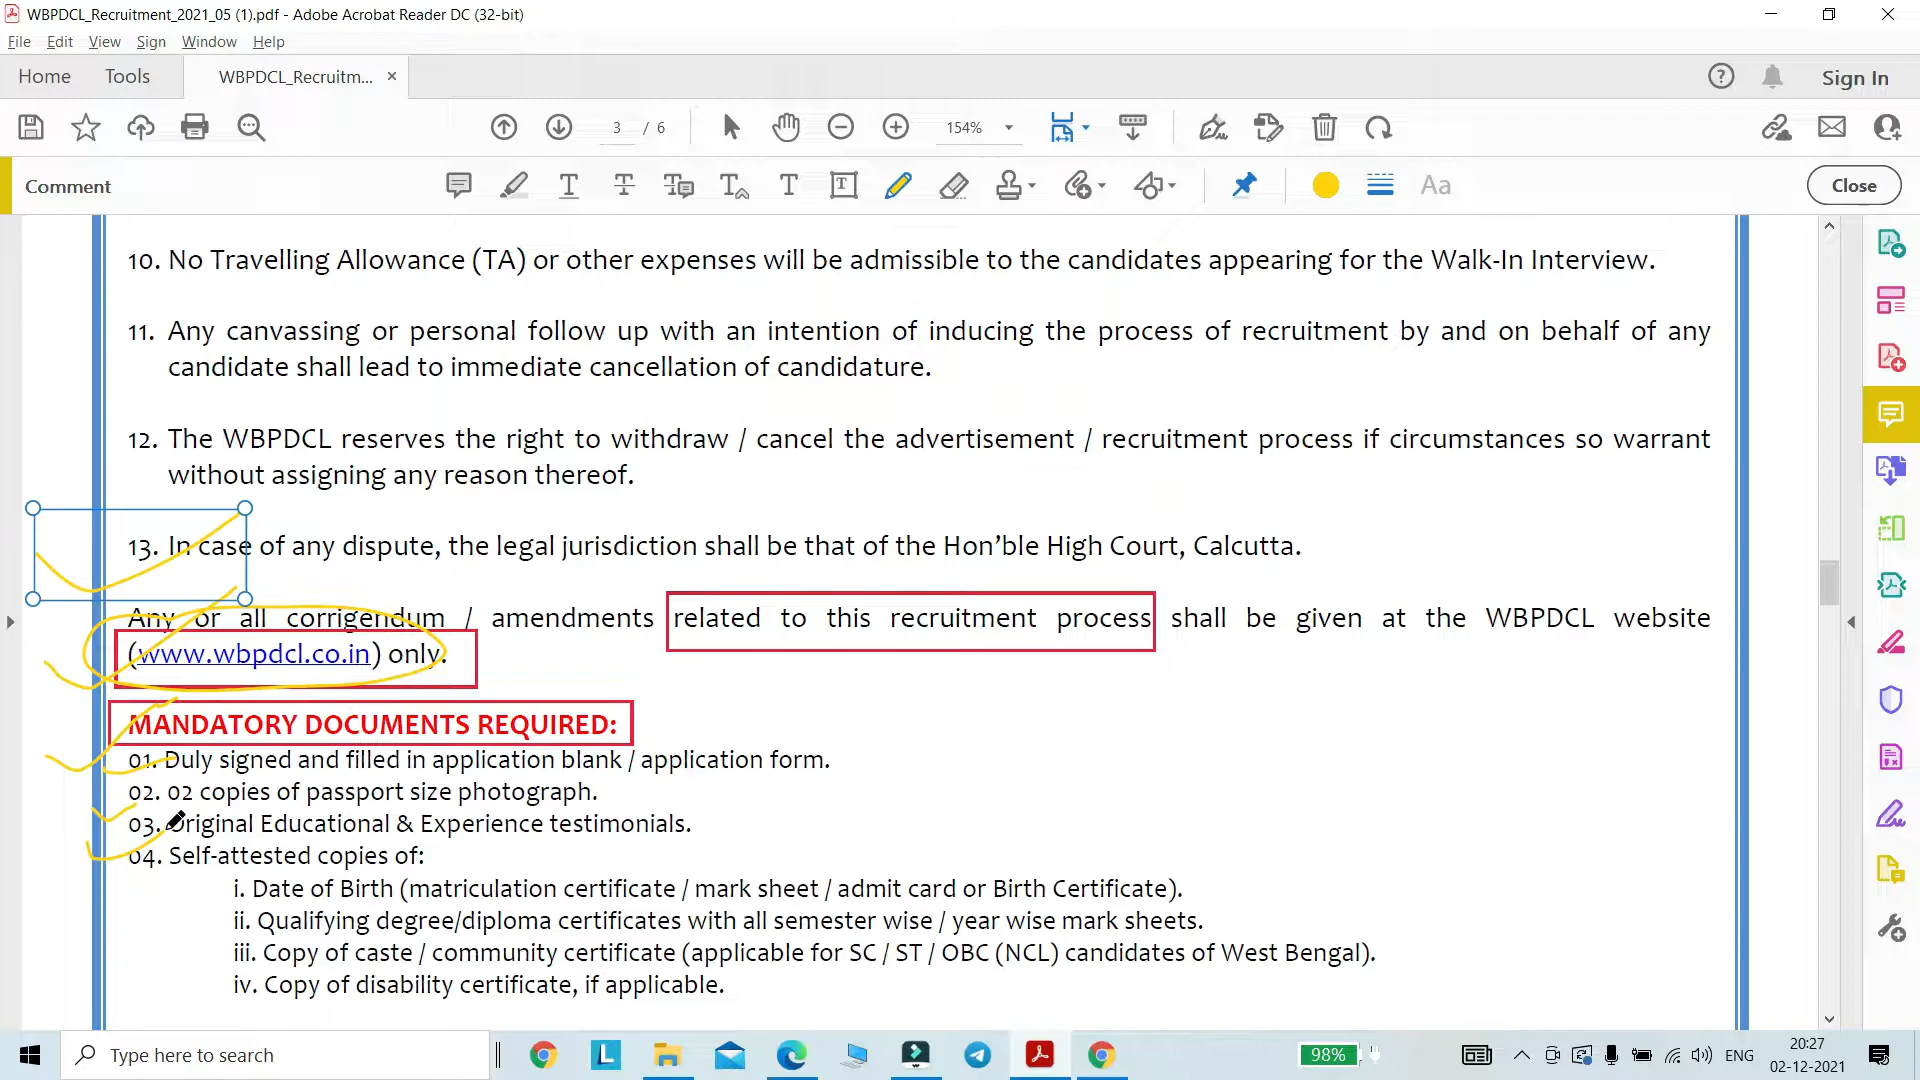 WBPDCL_Recruitment_2021_05 (1).pdf - Adobe Acrobat Reader DC (32-bit)
File Edit View Sign Window Help
Home Tools WBPDCL_Recruitm... × Sign In
3 / 6 154%
Comment Aa Close
10. No Travelling Allowance (TA) or other expenses will be admissible to the candidates appearing for the Walk-In Interview.
11. Any canvassing or personal follow up with an intention of inducing the process of recruitment by and on behalf of any
candidate shall lead to immediate cancellation of candidature.
12. The WBPDCL reserves the right to withdraw / cancel the advertisement / recruitment process if circumstances so warrant
without assigning any reason thereof.
13. In case of any dispute, the legal jurisdiction shall be that of the Hon’ble High Court, Calcutta.
Any or all corrigendum / amendments related to this recruitment process shall be given at the WBPDCL website
(www.wbpdcl.co.in) only.
MANDATORY DOCUMENTS REQUIRED:
01. Duly signed and filled in application blank / application form.
02. 02 copies of passport size photograph.
03. Original Educational & Experience testimonials.
04. Self-attested copies of:
i. Date of Birth (matriculation certificate / mark sheet / admit card or Birth Certificate).
ii. Qualifying degree/diploma certificates with all semester wise / year wise mark sheets.
iii. Copy of caste / community certificate (applicable for SC / ST / OBC (NCL) candidates of West Bengal).
iv. Copy of disability certificate, if applicable.
Type here to search L 98% ENG 20:27
02-12-2021